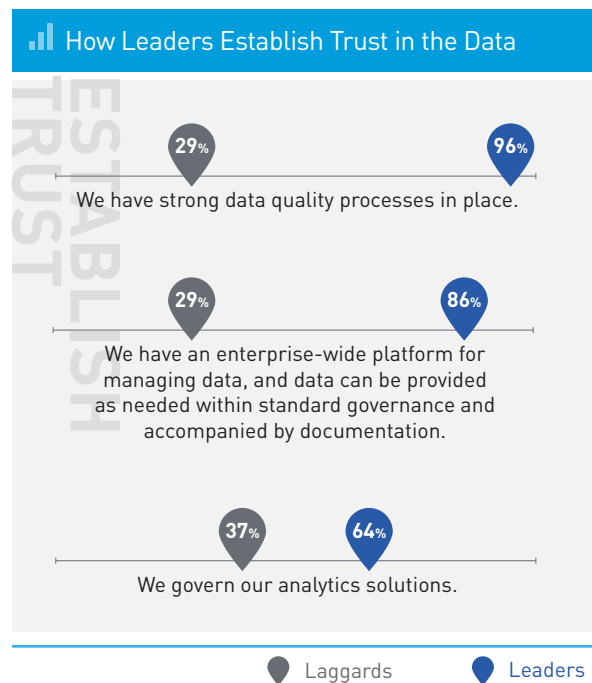 How Leaders Establish Trust in the Data
ESTABLISH
TRUST
29%
96%
We have strong data quality processes in place.
29%
86%
We have an enterprise-wide platform for
managing data, and data can be provided
as needed within standard governance and
accompanied by documentation.
37%
64%
We govern our analytics solutions.
Laggards
Leaders